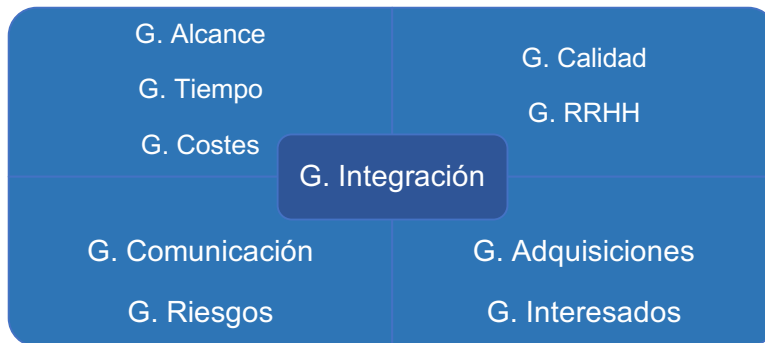 G. Alcance
G. Tiempo
G. Costes
G. Calidad
G. RRHH
G. Integración
G. Comunicación
G. Riesgos
G. Adquisiciones
G. Interesados